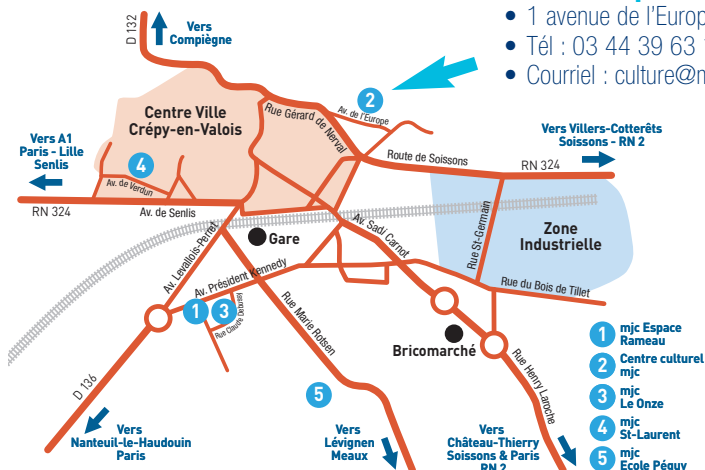 • 1 avenue de l'Europ
• Tél : 03 44 39 63
• Courriel : culture@m
D 132
Vers
Compiègne
Centre Ville
Crépy-en-Valois
Rue Gérard de Nerval
2
Av. de l'Europe
Vers A1
Paris - Lille
Senlis
4
Av. de Verdun
Vers Villers-Cotterêts
Soissons - RN 2
Route de Soissons
RN 324
RN 324
Av. de Senlis
Av. Levallois-Perret
Gare
Av. Sadi Carnot
Rue St-Germain
Zone
Industrielle
Av. Président Kennedy
Rue du Bois de Tillet
1
3
Rue Claude Debussy
Rue Marie Rotsen
Bricomarché
Rue Henry Laroche
D 136
5
Vers
Nanteuil-le-Haudouin
Paris
Vers
Lévignen
Meaux
Vers
Château-Thierry
Soissons & Paris
RN 2
1 mjc Espace
Rameau
2 Centre culturel
mjc
3 mjc
Le Onze
4 mjc
St-Laurent
5 mjc
Ecole Péguy